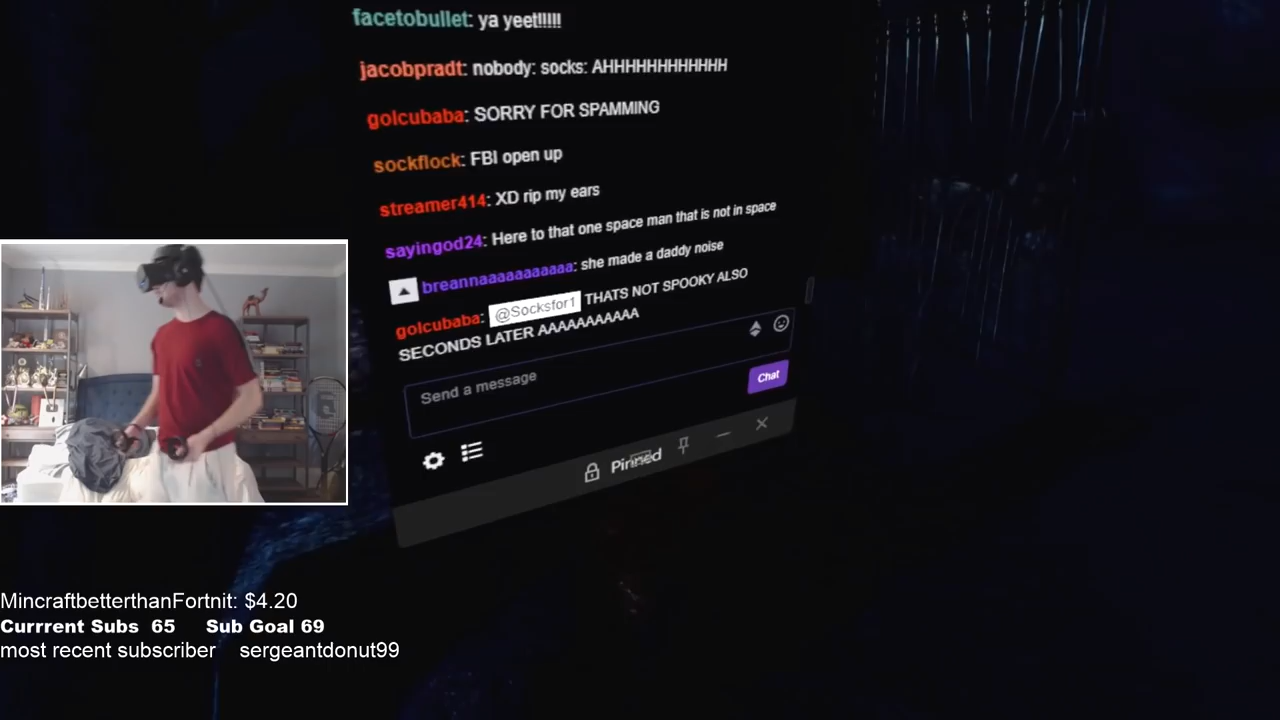 facetobullet: ya yeet!!!!!
jacobpradt: nobody: socks: AHHHHHHHHHHHH
golcubaba: SORRY FOR SPAMMING
sockflock: FBI open up
streamer414: XD rip my ears
sayingod24: Here to that one space man that is not in space
breannaaaaaaaaaaa: she made a daddy noise
golcubaba: @Socksfor1 THATS NOT SPOOKY ALSO
SECONDS LATER AAAAAAAAAAA
Send a message
Chat
Pinned
MincraftbetterthanFortnit: $4.20
Currrent Subs 65 Sub Goal 69
most recent subscriber sergeantdonut99